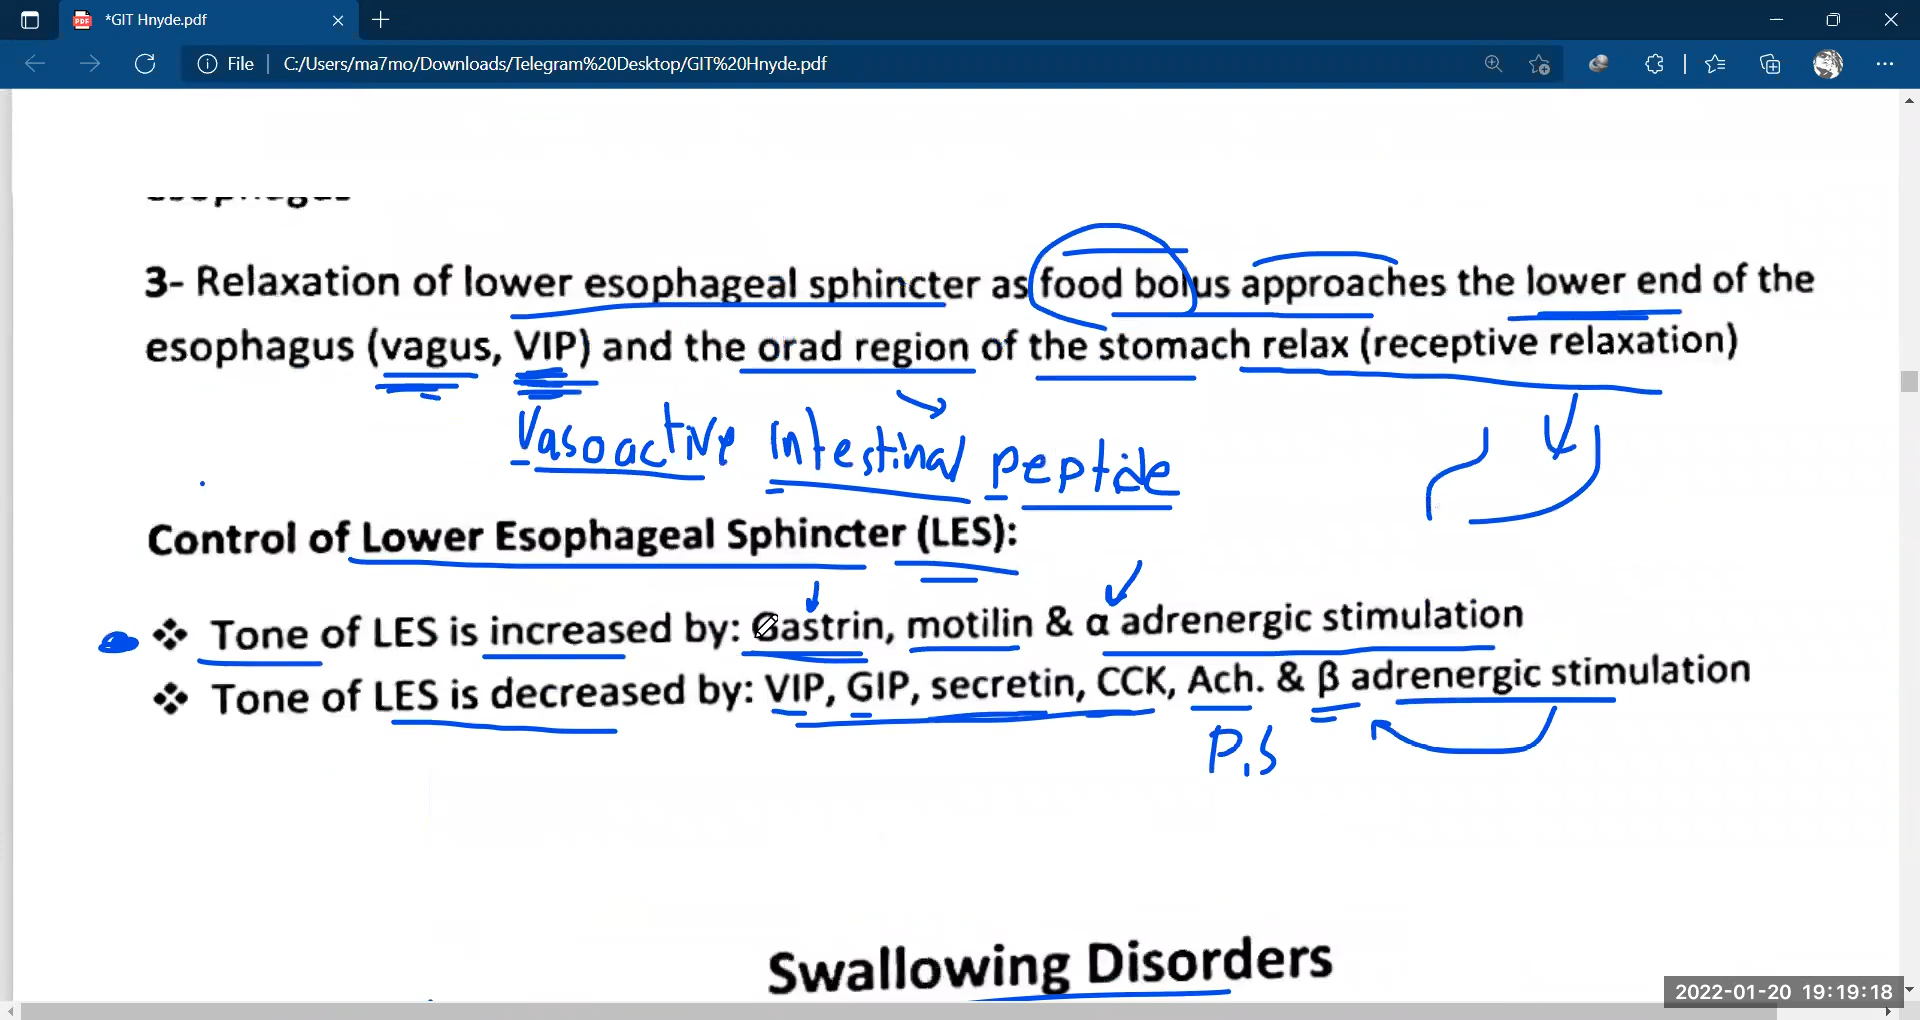 *GIT Hnyde.pdf
File C:/Users/ma7mo/Downloads/Telegram%20Desktop/GIT%20Hnyde.pdf
esophagus
3- Relaxation of lower esophageal sphincter as food bolus approaches the lower end of the
esophagus (vagus, VIP) and the orad region of the stomach relax (receptive relaxation)
Vasoactive intestinal peptide
Control of Lower Esophageal Sphincter (LES):
❖ Tone of LES is increased by: Gastrin, motilin & α adrenergic stimulation
❖ Tone of LES is decreased by: VIP, GIP, secretin, CCK, Ach. & β adrenergic stimulation
P.S
Swallowing Disorders
2022-01-20 19:19:18